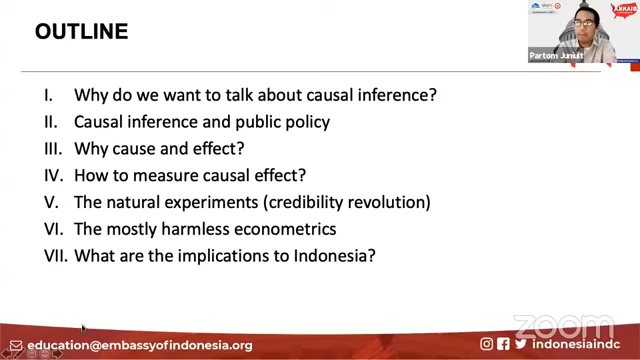 OUTLINE
Partom Juniult
I. Why do we want to talk about causal inference?
II. Causal inference and public policy
III. Why cause and effect?
IV. How to measure causal effect?
V. The natural experiments (credibility revolution)
VI. The mostly harmless econometrics
VII. What are the implications to Indonesia?
zoom
education@embassyofindonesia.org
indonesiaindc